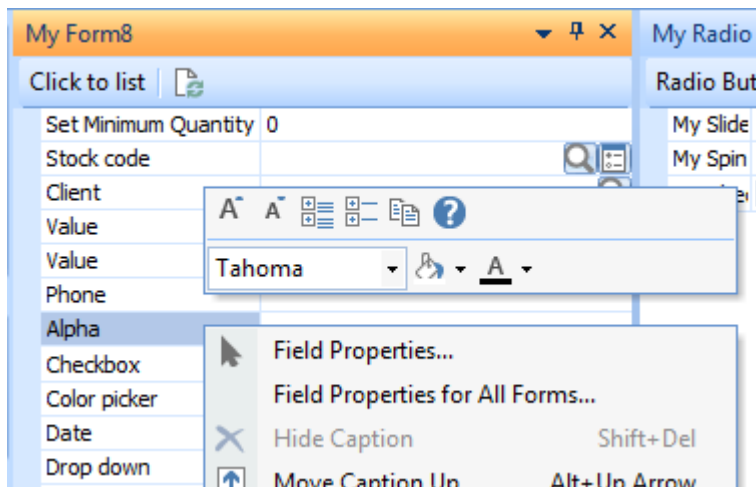 My Form8
My Radio
Click to list
Radio But
Set Minimum Quantity 0
My Slide
Stock code
My Spin
Client
A A
Value
Value
Tahoma A
Phone
Alpha
Field Properties...
Checkbox
Color picker
Field Properties for All Forms...
Date
Hide Caption Shift+Del
Drop down
Move Caption Up Alt+Up Arrow